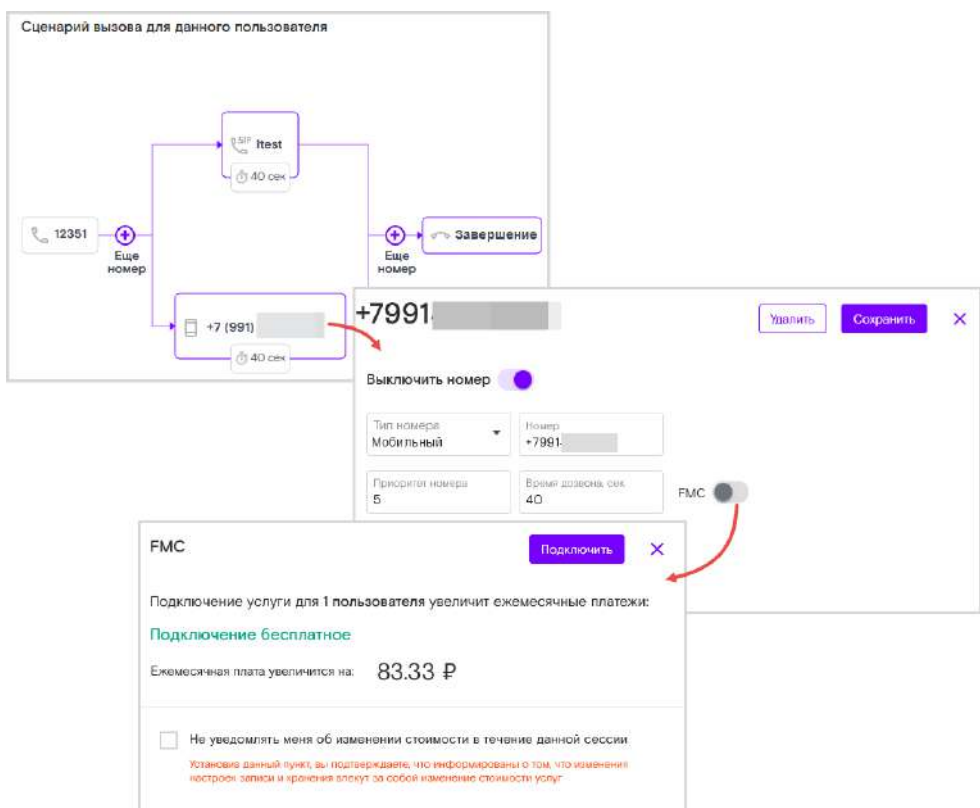 Сценарий вызова для данного пользователя
SIP ltest
40 сек
12351
Еще
номер
Еще
номер
Завершение
+7 (991)
40 сек
+7991
Удалить
Сохранить
Выключить номер
Тип номера
Мобильный
Номер
+7991
Приоритет номера
5
Время дозвона, сек
40
FMC
FMC
Подключить
Подключение услуги для 1 пользователя увеличит ежемесячные платежи:
Подключение бесплатное
Ежемесячная плата увеличится на: 83.33 ₽
Не уведомлять меня об изменении стоимости в течение данной сессии
Установив данный пункт, вы подтверждаете, что информированы о том, что изменения
настроек записи и хранения влекут за собой изменение стоимости услуг